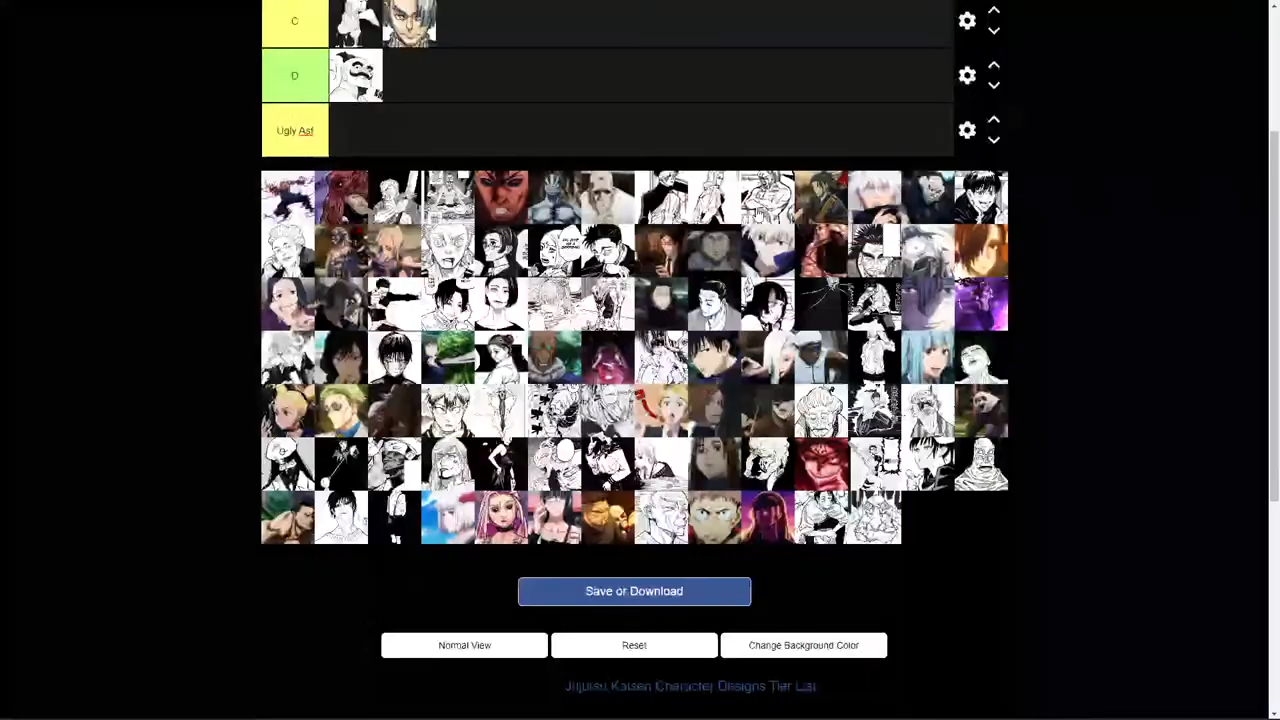 C
D
Ugly Asf
Save or Download
Normal View
Reset
Change Background Color
Jujutsu Kaisen Character Designs Tier List